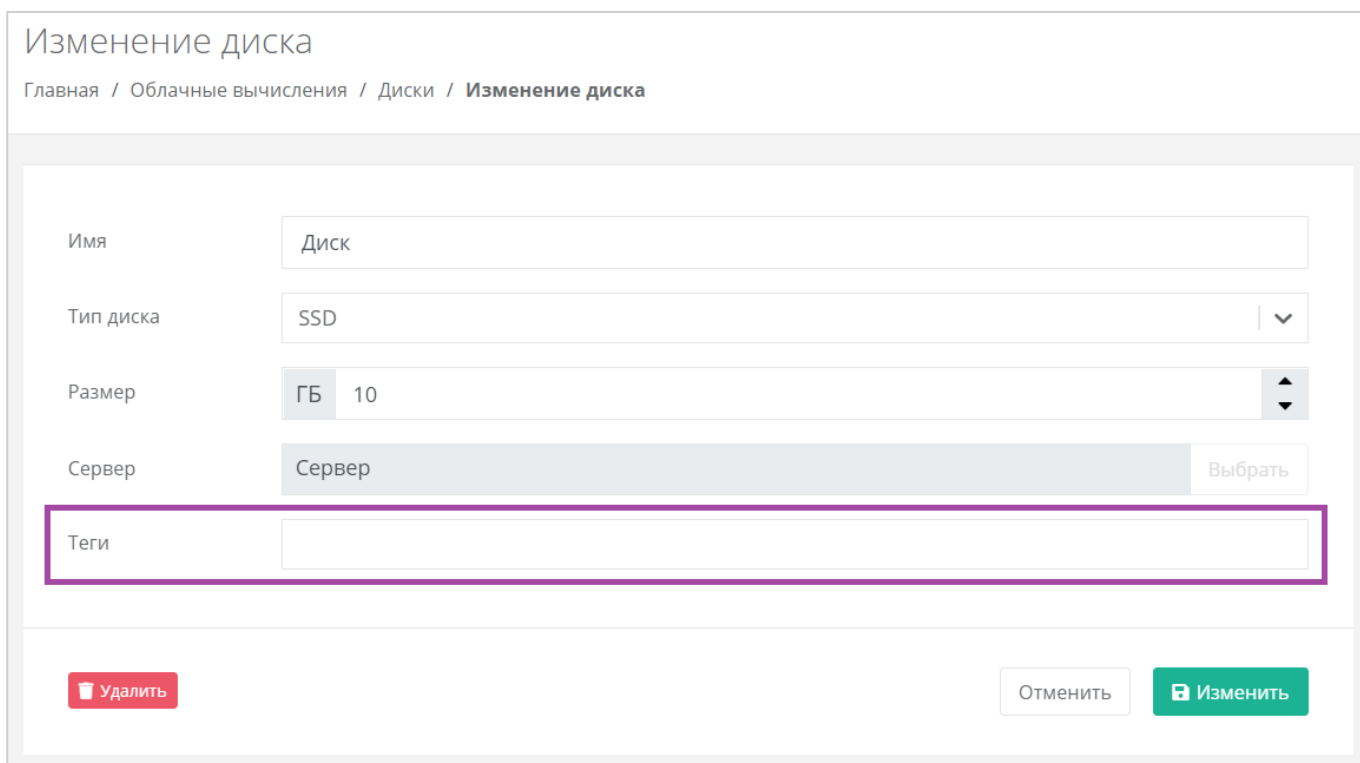 Изменение диска
Главная / Облачные вычисления / Диски / Изменение диска
Имя Диск
Тип диска SSD
Размер ГБ 10
Сервер Сервер Выбрать
Теги
Удалить Отменить Изменить